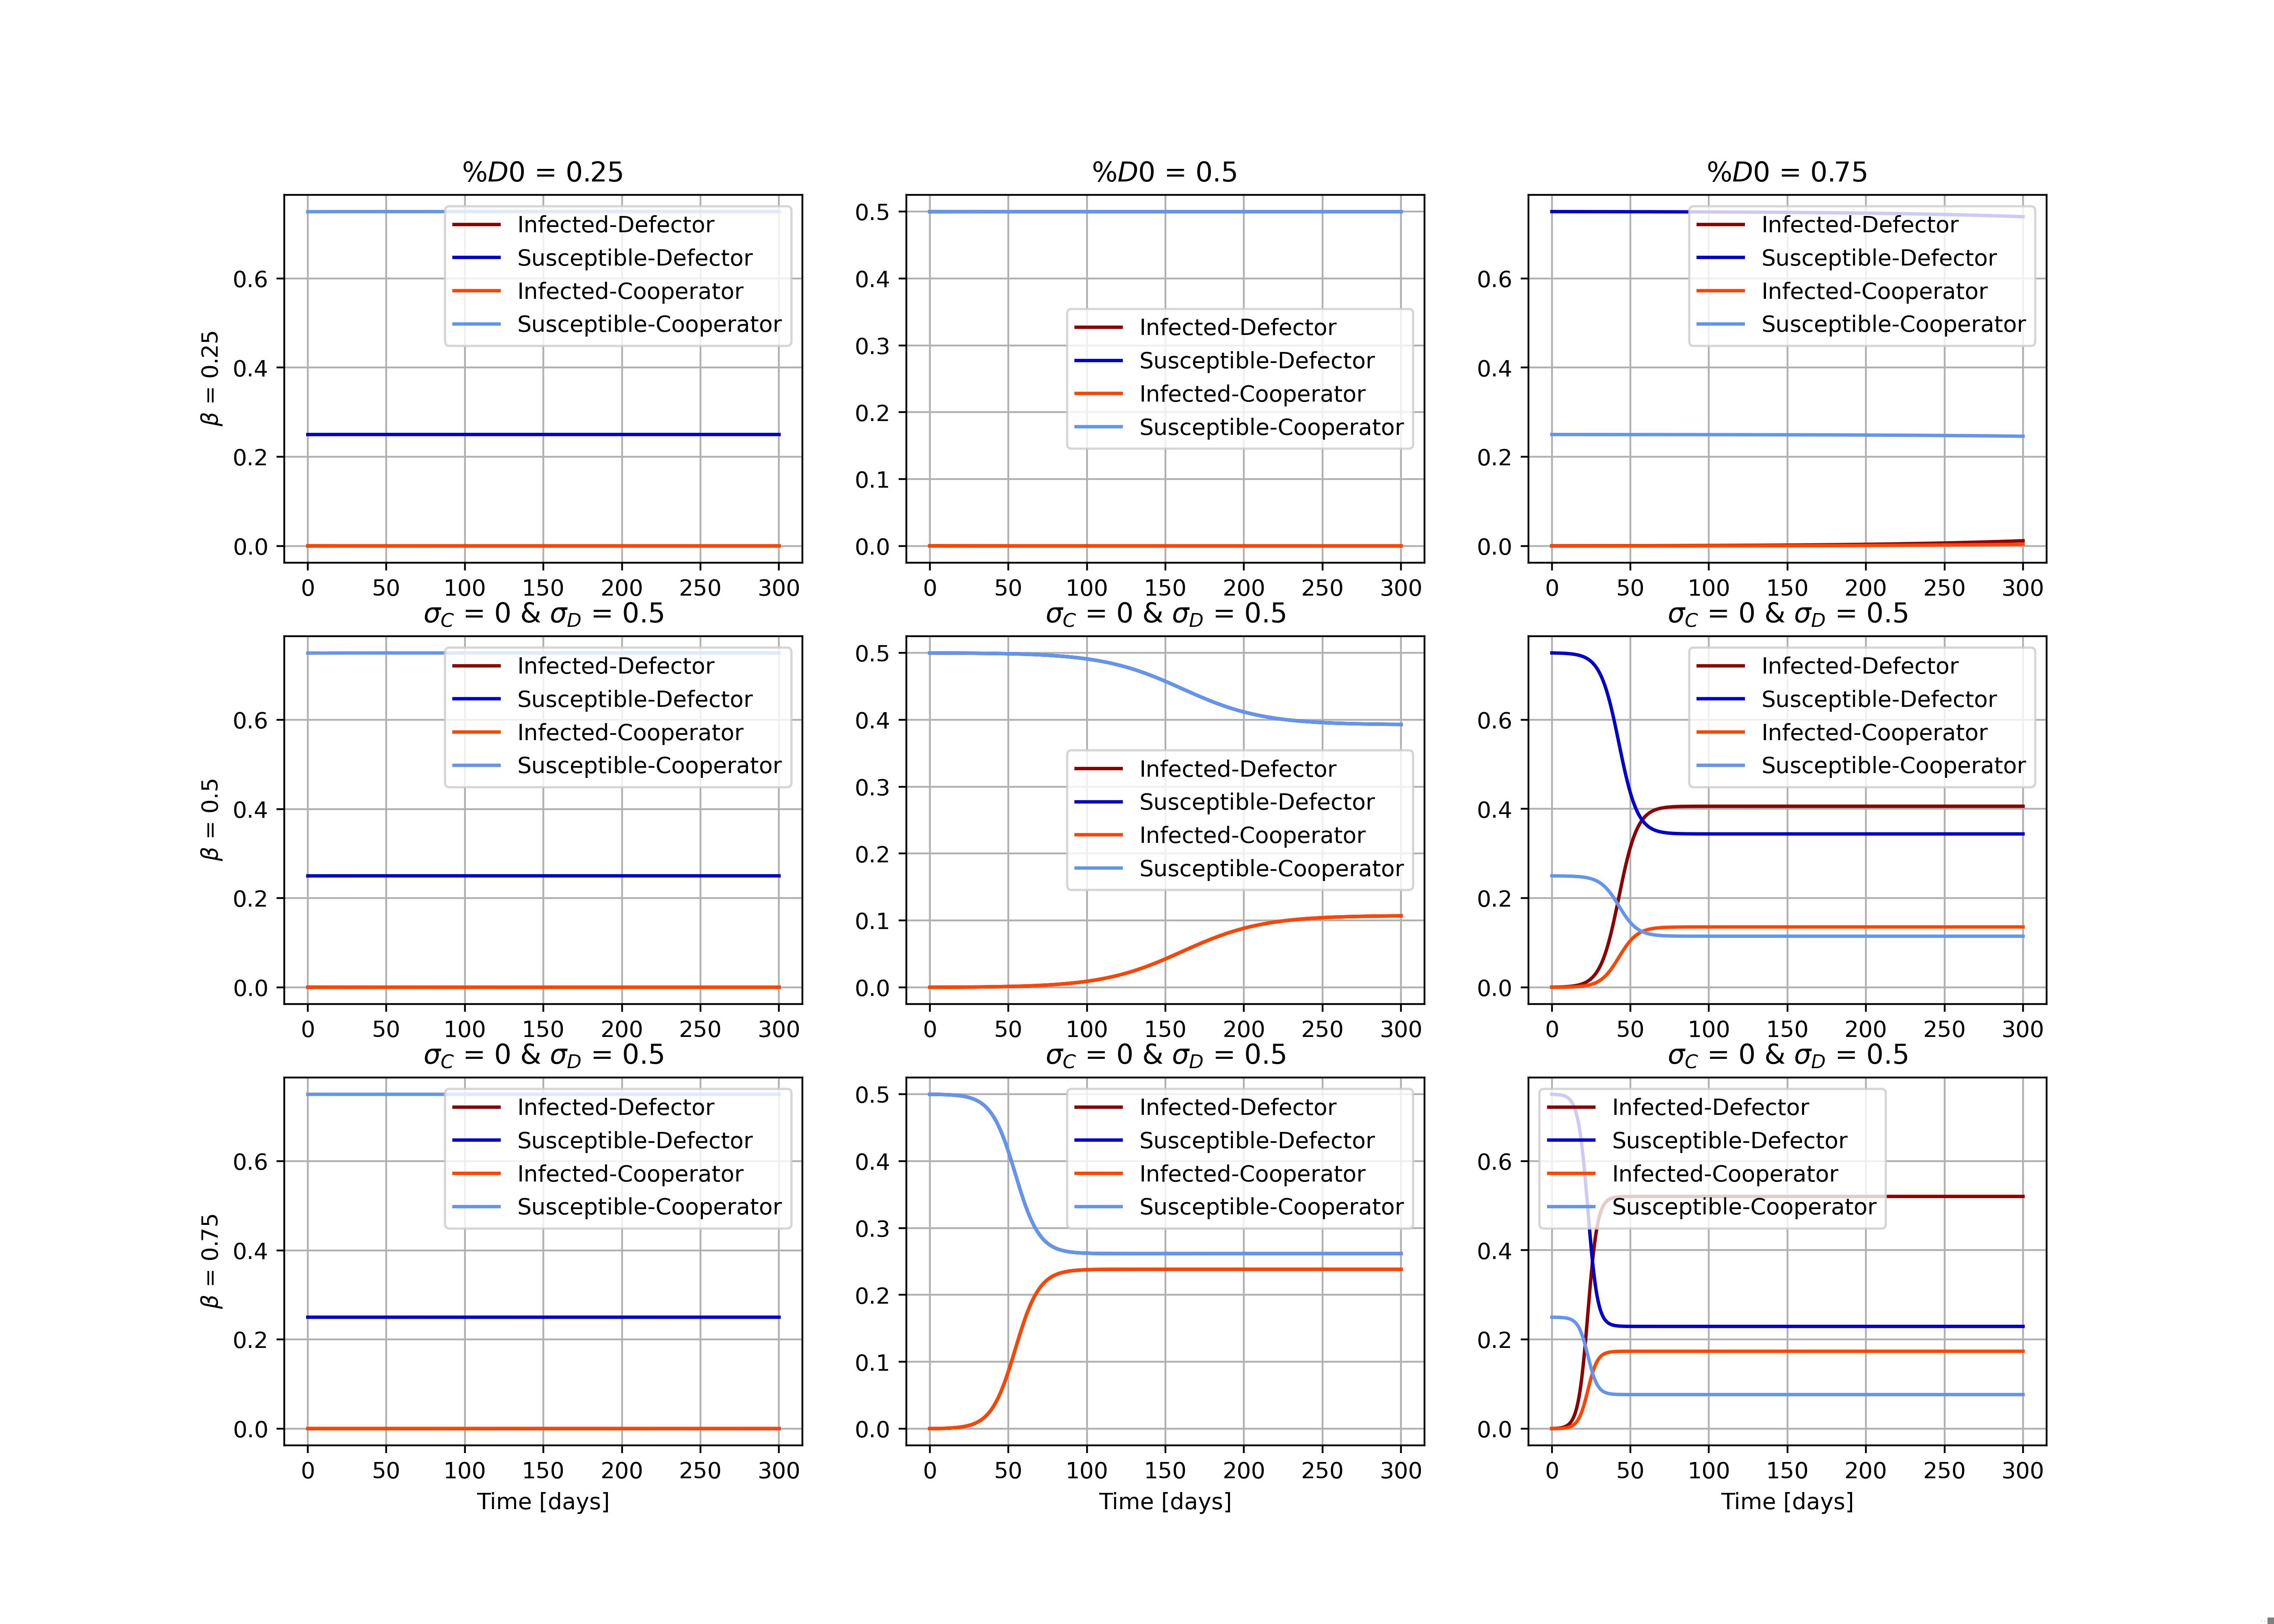 %D0 = 0.25
%D0 = 0.5
%D0 = 0.75
β = 0.25
0.6
0.4
0.2
0.0
Infected-Defector
Susceptible-Defector
Infected-Cooperator
Susceptible-Cooperator
0 50 100 150 200 250 300
0.5
0.4
0.3
0.2
0.1
0.0
Infected-Defector
Susceptible-Defector
Infected-Cooperator
Susceptible-Cooperator
0 50 100 150 200 250 300
0.6
0.4
0.2
0.0
Infected-Defector
Susceptible-Defector
Infected-Cooperator
Susceptible-Cooperator
0 50 100 150 200 250 300
σC = 0 & σD = 0.5
σC = 0 & σD = 0.5
σC = 0 & σD = 0.5
β = 0.5
0.6
0.4
0.2
0.0
Infected-Defector
Susceptible-Defector
Infected-Cooperator
Susceptible-Cooperator
0 50 100 150 200 250 300
0.5
0.4
0.3
0.2
0.1
0.0
Infected-Defector
Susceptible-Defector
Infected-Cooperator
Susceptible-Cooperator
0 50 100 150 200 250 300
0.6
0.4
0.2
0.0
Infected-Defector
Susceptible-Defector
Infected-Cooperator
Susceptible-Cooperator
0 50 100 150 200 250 300
σC = 0 & σD = 0.5
σC = 0 & σD = 0.5
σC = 0 & σD = 0.5
β = 0.75
0.6
0.4
0.2
0.0
Infected-Defector
Susceptible-Defector
Infected-Cooperator
Susceptible-Cooperator
0 50 100 150 200 250 300
Time [days]
0.5
0.4
0.3
0.2
0.1
0.0
Infected-Defector
Susceptible-Defector
Infected-Cooperator
Susceptible-Cooperator
0 50 100 150 200 250 300
Time [days]
0.6
0.4
0.2
0.0
Infected-Defector
Susceptible-Defector
Infected-Cooperator
Susceptible-Cooperator
0 50 100 150 200 250 300
Time [days]